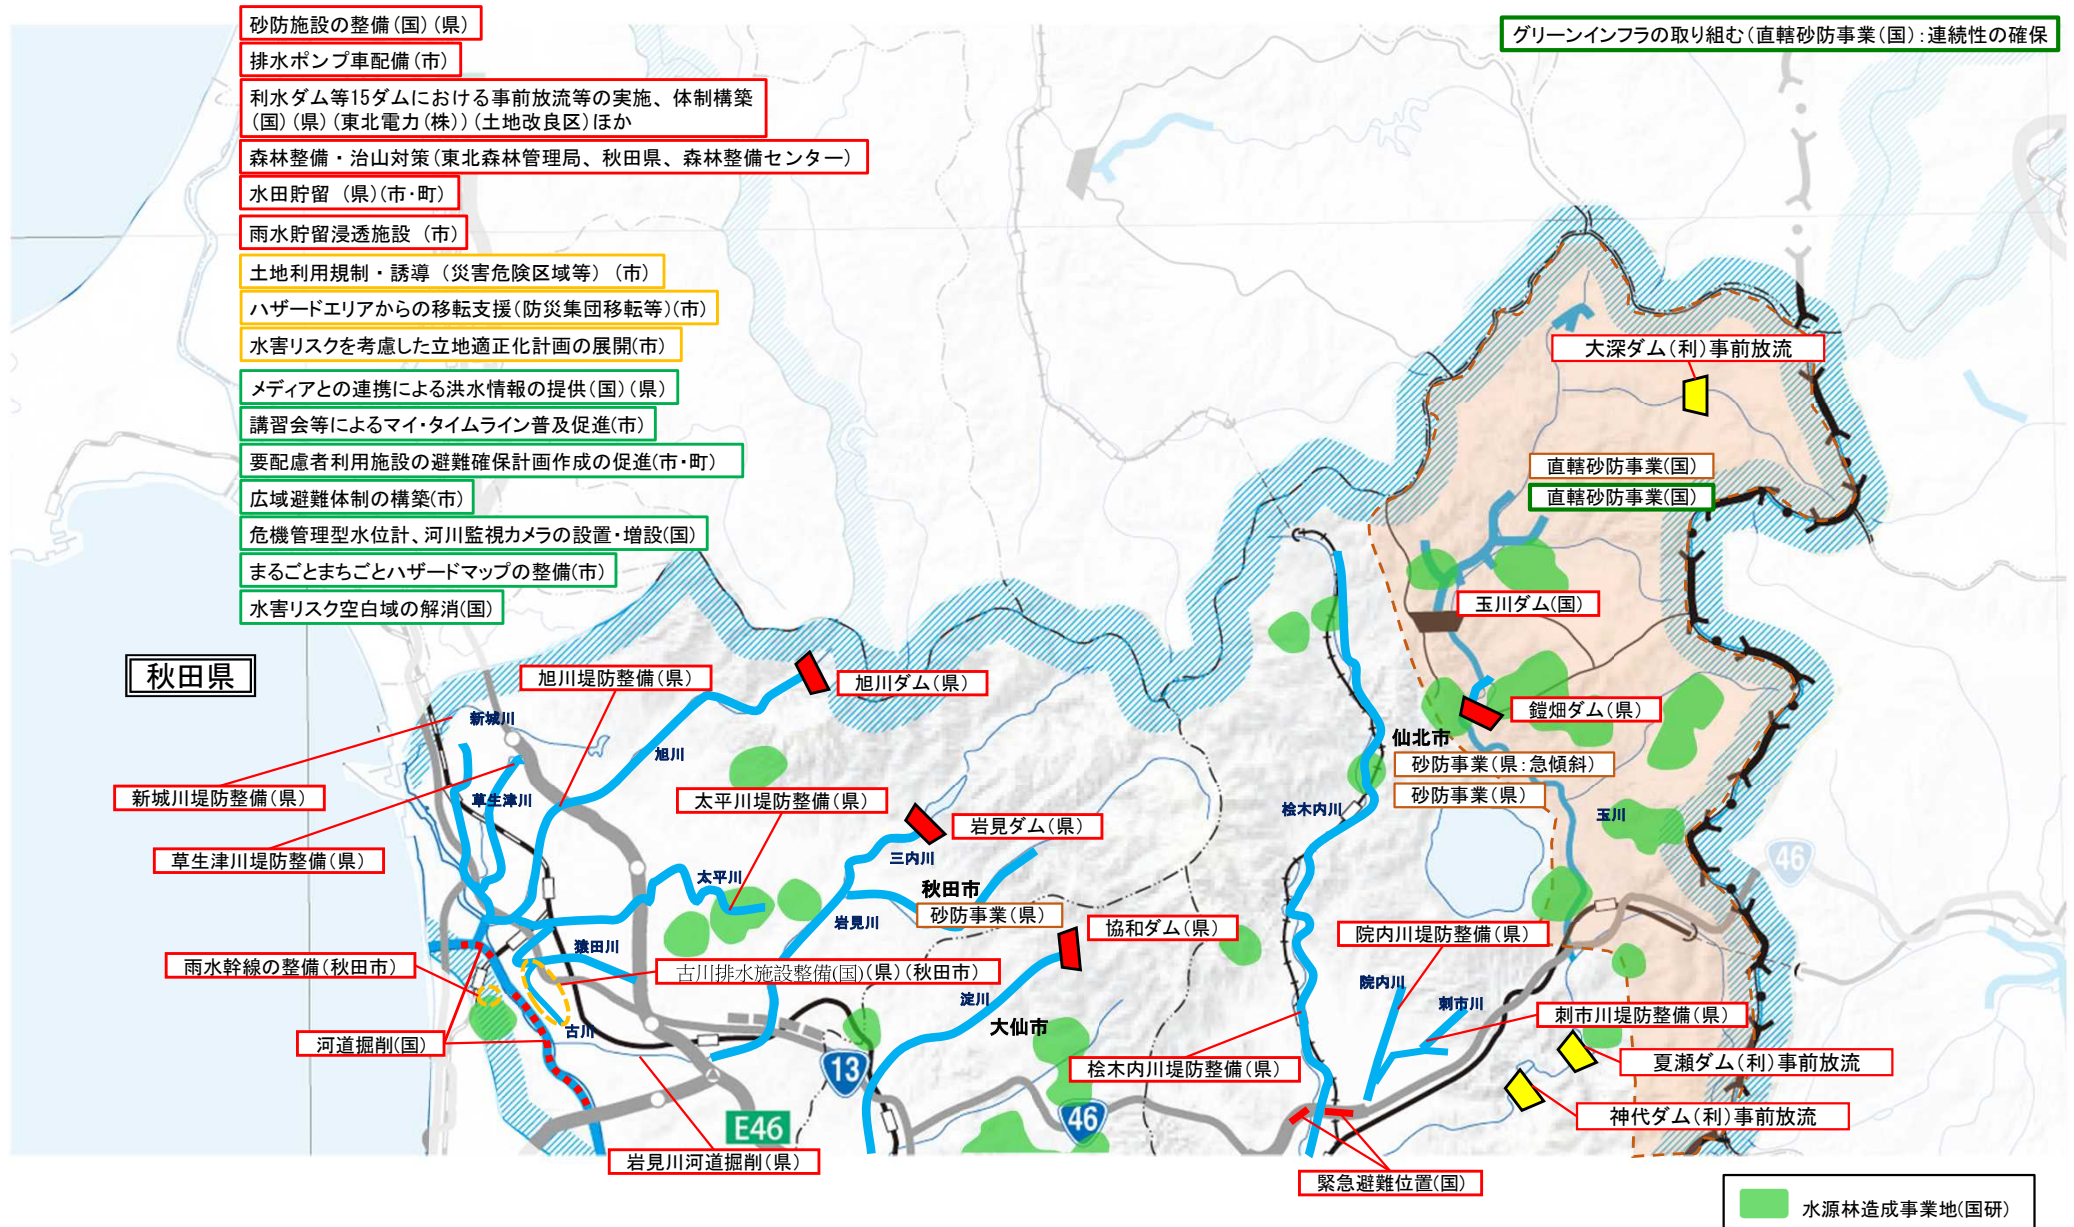 砂防施設の整備(国)(県)
排水ポンプ車配備(市)
利水ダム等15ダムにおける事前放流等の実施、体制構築
(国)(県)(東北電力(株))(土地改良区)ほか
森林整備・治山対策(東北森林管理局、秋田県、森林整備センター)
水田貯留 (県)(市・町)
雨水貯留浸透施設 (市)
土地利用規制・誘導 (災害危険区域等) (市)
ハザードエリアからの移転支援(防災集団移転等)(市)
水害リスクを考慮した立地適正化計画の展開(市)
メディアとの連携による洪水情報の提供(国)(県)
講習会等によるマイ・タイムライン普及促進(市)
要配慮者利用施設の避難確保計画作成の促進(市・町)
広域避難体制の構築(市)
危機管理型水位計、河川監視カメラの設置・増設(国)
まるごとまちごとハザードマップの整備(市)
水害リスク空白域の解消(国)
グリーンインフラの取り組む(直轄砂防事業(国):連続性の確保
大深ダム(利)事前放流
直轄砂防事業(国)
直轄砂防事業(国)
玉川ダム(国)
秋田県
旭川堤防整備(県)
旭川ダム(県)
鎧畑ダム(県)
新城川
仙北市
旭川
砂防事業(県:急傾斜)
新城川堤防整備(県)
草生津川
太平川堤防整備(県)
砂防事業(県)
桧木内川
玉川
岩見ダム(県)
草生津川堤防整備(県)
三内川
46
太平川
秋田市
砂防事業(県)
岩見川
協和ダム(県)
院内川堤防整備(県)
猿田川
雨水幹線の整備(秋田市)
古川排水施設整備(国)(県)(秋田市)
院内川
淀川
刺市川
大仙市
刺市川堤防整備(県)
古川
河道掘削(国)
夏瀬ダム(利)事前放流
桧木内川堤防整備(県)
13
神代ダム(利)事前放流
46
E46
岩見川河道掘削(県)
緊急避難位置(国)
水源林造成事業地(国研)